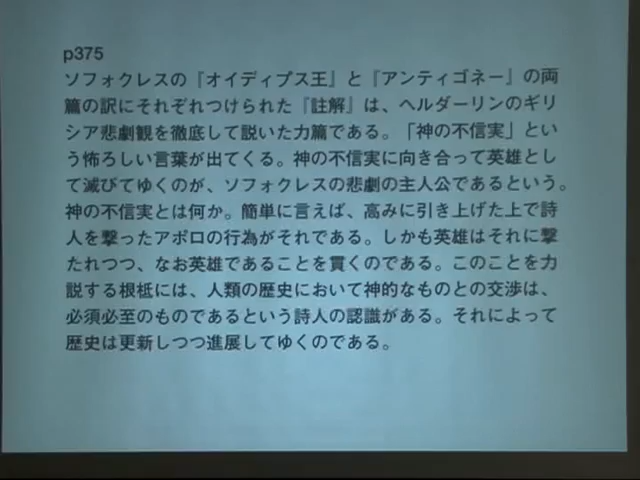 p375
ソフォクレスの『オイディプス王』と『アンティゴネー』の両
篇の訳にそれぞれつけられた『註解』は、ヘルダーリンのギリ
シア悲劇観を徹底して説いた力篇である。「神の不信実」とい
う怖ろしい言葉が出てくる。神の不信実に向き合って英雄とし
て滅びてゆくのが、ソフォクレスの悲劇の主人公であるという。
神の不信実とは何か。簡単に言えば、高みに引き上げた上で詩
人を撃ったアポロの行為がそれである。しかも英雄はそれに撃
たれつつ、なお英雄であることを貫くのである。このことを力
説する根柢には、人類の歴史において神的なものとの交渉は、
必須必至のものであるという詩人の認識がある。それによって
歴史は更新しつつ進展してゆくのである。